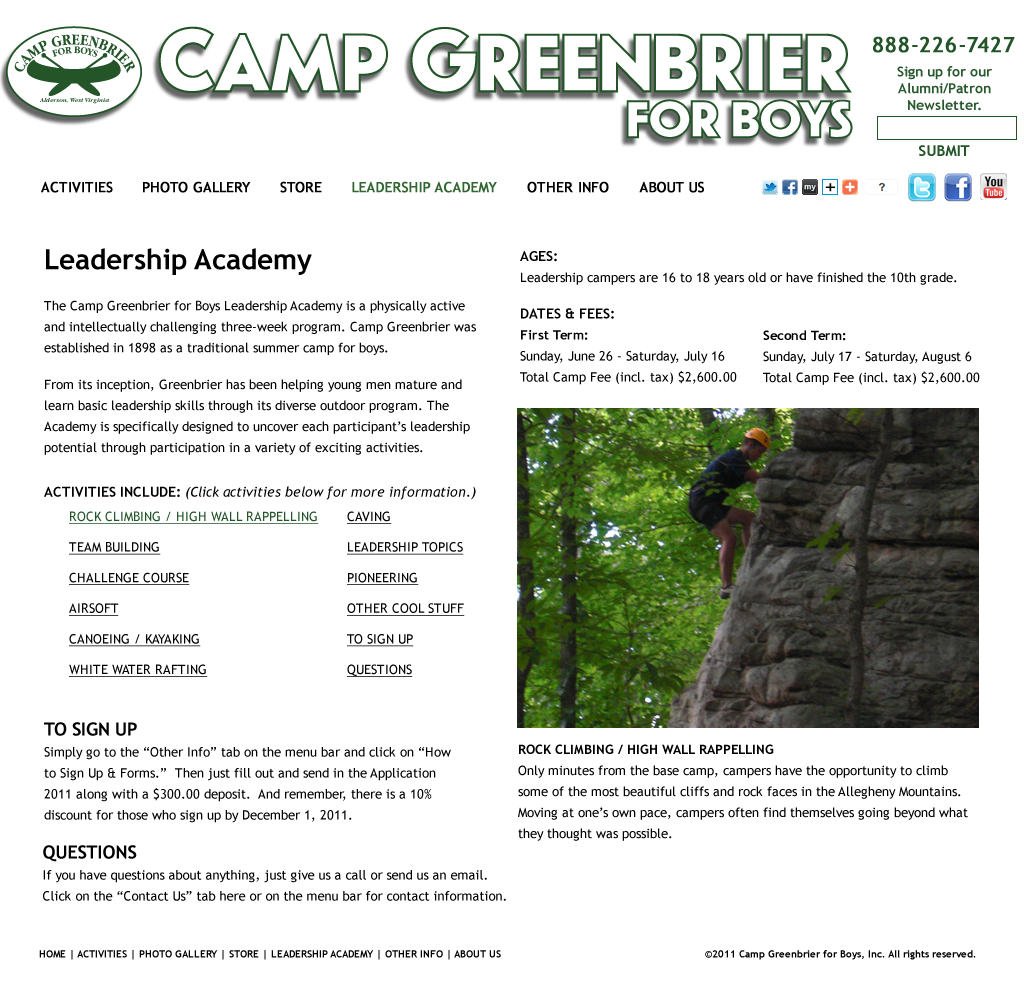 CAMP GREENBRIER
FOR BOYS
Alderson, West Virginia
CAMP GREENBRIER
FOR BOYS
888-226-7427
Sign up for our
Alumni/Patron
Newsletter.
SUBMIT
ACTIVITIES PHOTO GALLERY STORE LEADERSHIP ACADEMY OTHER INFO ABOUT US
my ? t f You Tube
Leadership Academy
The Camp Greenbrier for Boys Leadership Academy is a physically active
and intellectually challenging three-week program. Camp Greenbrier was
established in 1898 as a traditional summer camp for boys.
From its inception, Greenbrier has been helping young men mature and
learn basic leadership skills through its diverse outdoor program. The
Academy is specifically designed to uncover each participant’s leadership
potential through participation in a variety of exciting activities.
ACTIVITIES INCLUDE: (Click activities below for more information.)
ROCK CLIMBING / HIGH WALL RAPPELLING
TEAM BUILDING
CHALLENGE COURSE
AIRSOFT
CANOEING / KAYAKING
WHITE WATER RAFTING
CAVING
LEADERSHIP TOPICS
PIONEERING
OTHER COOL STUFF
TO SIGN UP
QUESTIONS
TO SIGN UP
Simply go to the “Other Info” tab on the menu bar and click on “How
to Sign Up & Forms.”  Then just fill out and send in the Application
2011 along with a $300.00 deposit.  And remember, there is a 10%
discount for those who sign up by December 1, 2011.
QUESTIONS
If you have questions about anything, just give us a call or send us an email.
Click on the “Contact Us” tab here or on the menu bar for contact information.
AGES:
Leadership campers are 16 to 18 years old or have finished the 10th grade.
DATES & FEES:
First Term:
Sunday, June 26 - Saturday, July 16
Total Camp Fee (incl. tax) $2,600.00
Second Term:
Sunday, July 17 - Saturday, August 6
Total Camp Fee (incl. tax) $2,600.00
ROCK CLIMBING / HIGH WALL RAPPELLING
Only minutes from the base camp, campers have the opportunity to climb
some of the most beautiful cliffs and rock faces in the Allegheny Mountains.
Moving at one’s own pace, campers often find themselves going beyond what
they thought was possible.
HOME | ACTIVITIES | PHOTO GALLERY | STORE | LEADERSHIP ACADEMY | OTHER INFO | ABOUT US
©2011 Camp Greenbrier for Boys, Inc. All rights reserved.